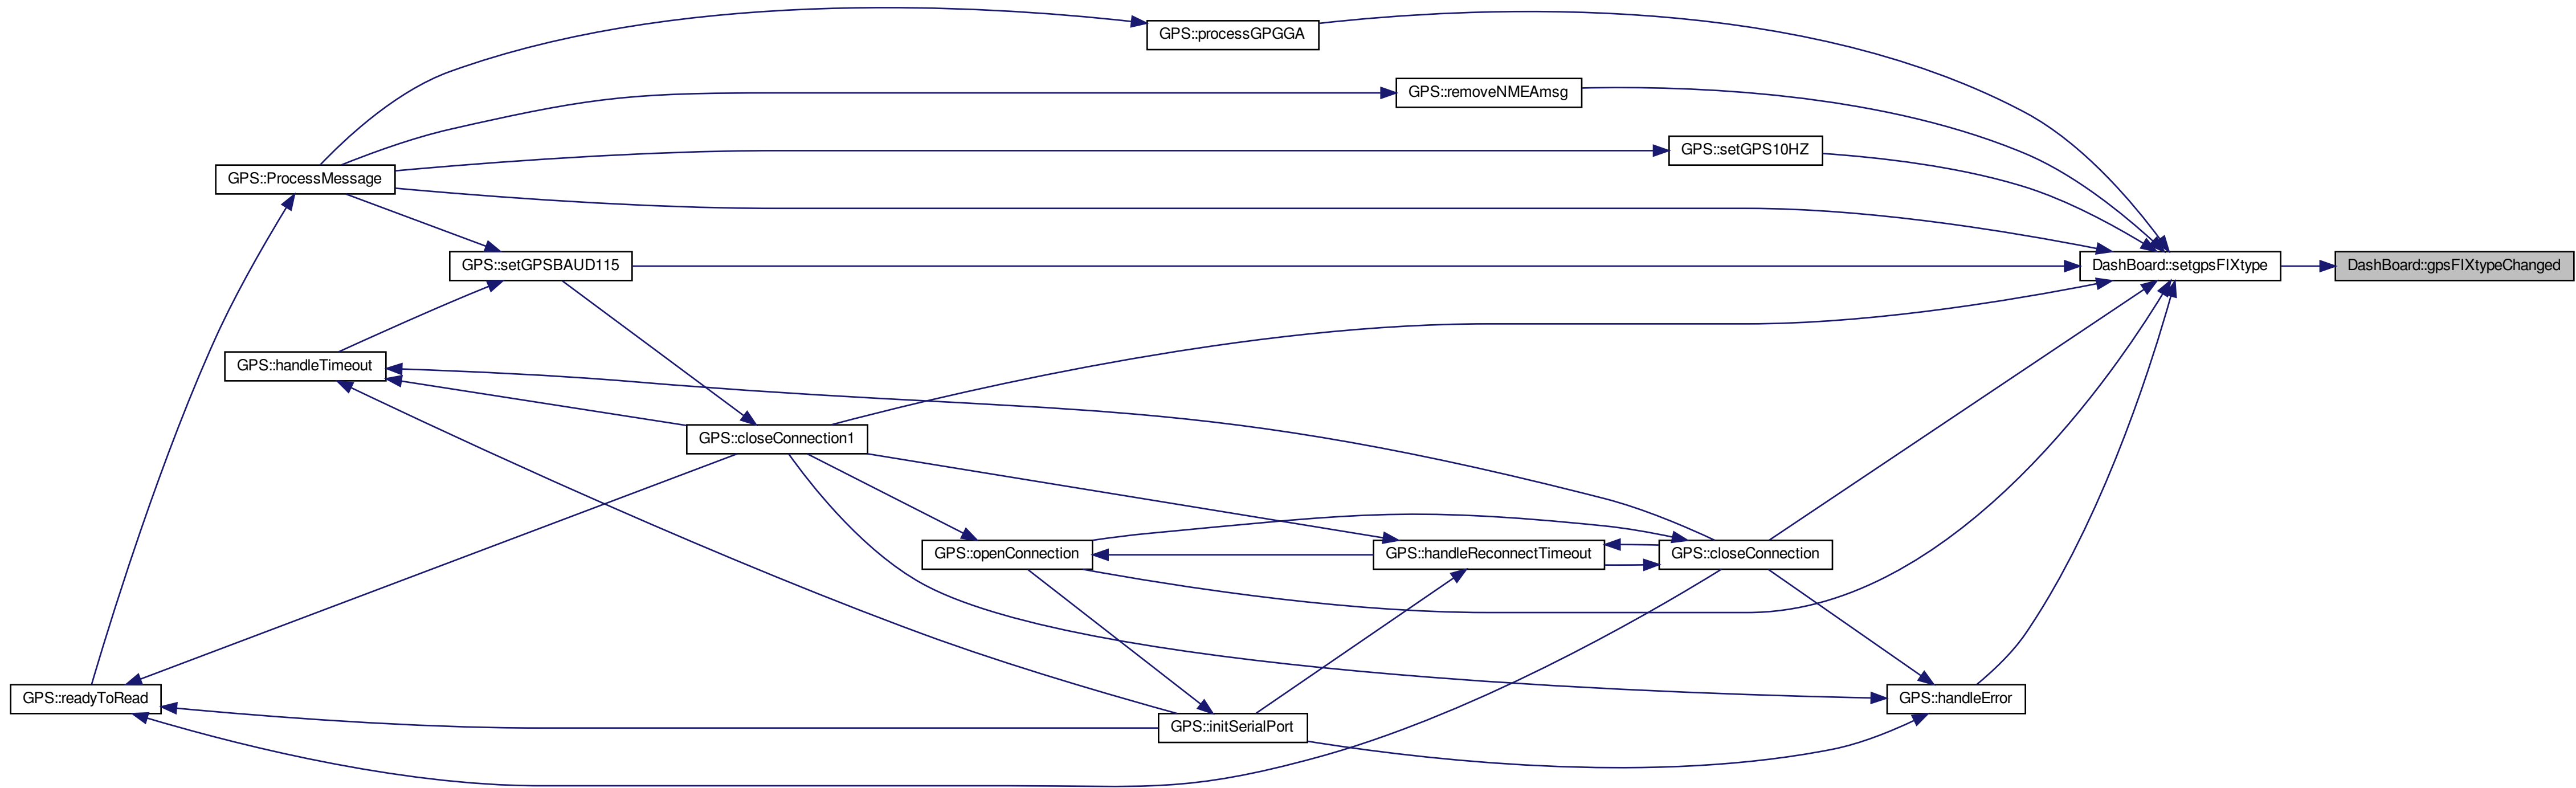 GPS::processGPGGA
GPS::removeNMEAmsg
GPS::setGPS10HZ
GPS::ProcessMessage
GPS::setGPSBAUD115
DashBoard::setgpsFIXtype
DashBoard::gpsFIXtypeChanged
GPS::handleTimeout
GPS::closeConnection1
GPS::openConnection
GPS::handleReconnectTimeout
GPS::closeConnection
GPS::readyToRead
GPS::handleError
GPS::initSerialPort